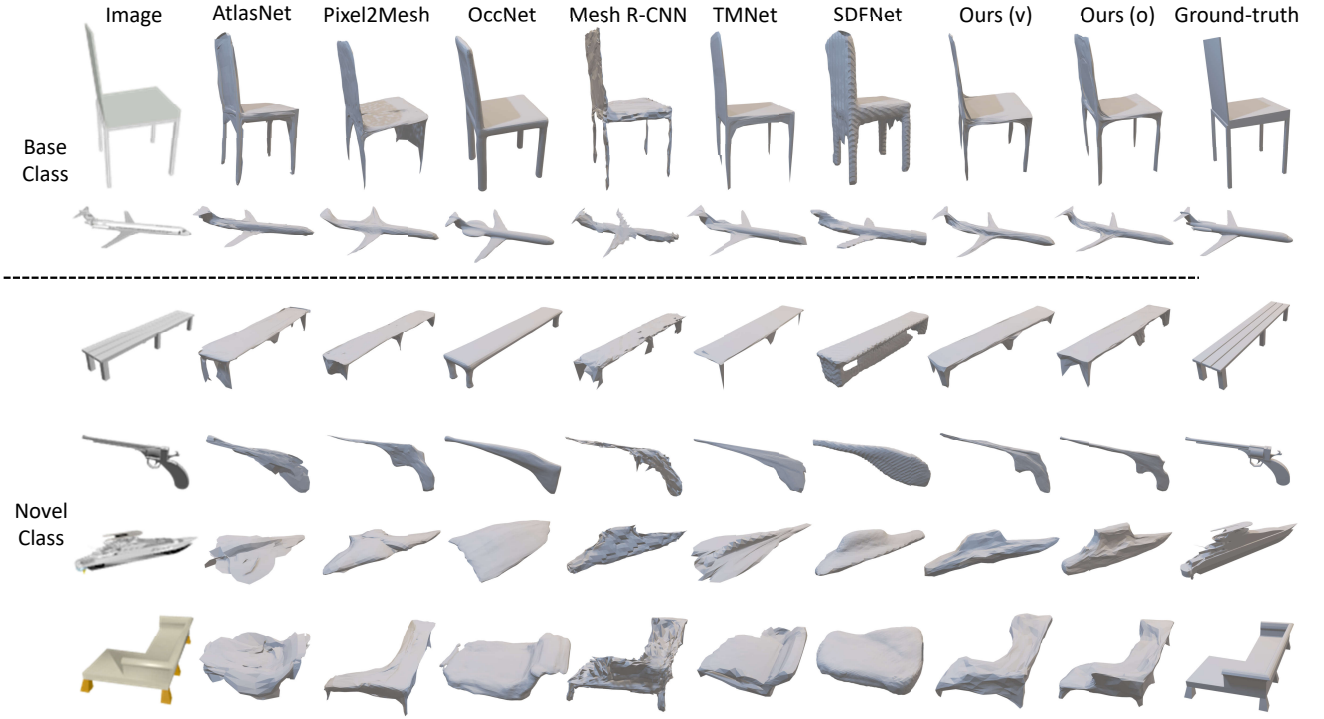 Image AtlasNet Pixel2Mesh OccNet Mesh R-CNN TMNet SDFNet Ours (v) Ours (o) Ground-truth
Base
Class
Novel
Class